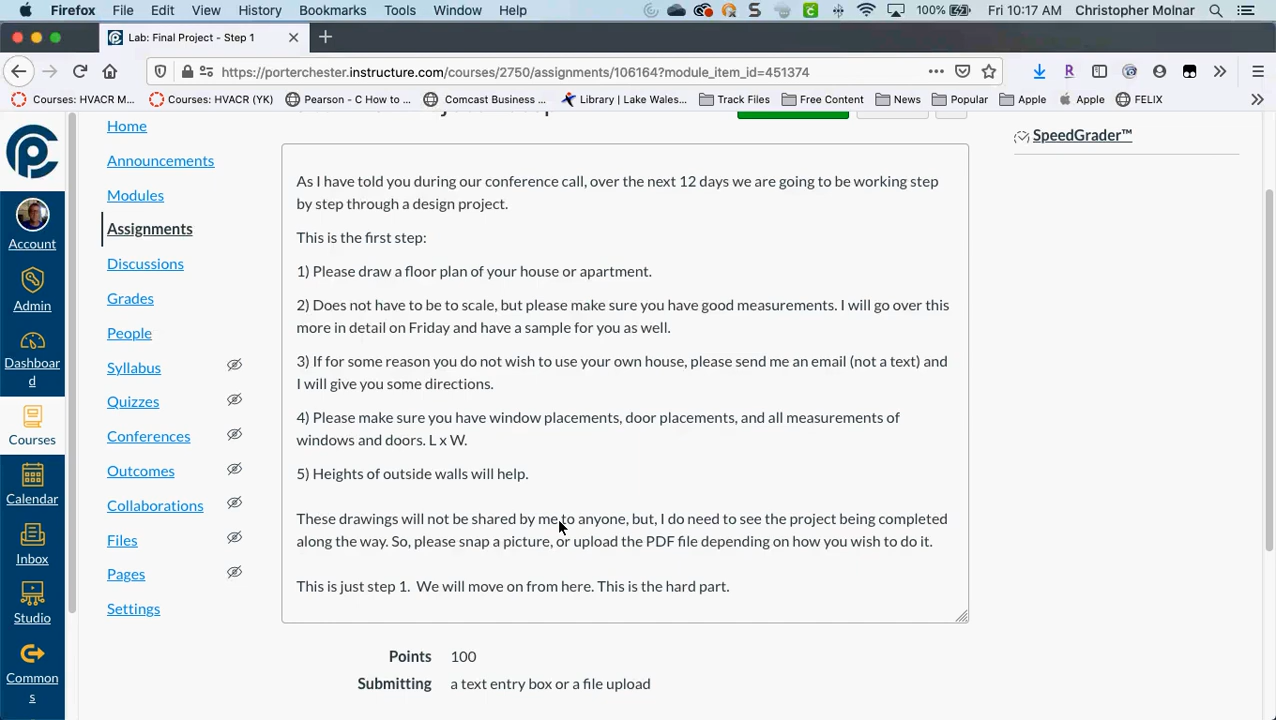 Firefox File Edit View History Bookmarks Tools Window Help 100% Fri 10:17 AM Christopher Molnar
Lab: Final Project - Step 1
https://porterchester.instructure.com/courses/2750/assignments/106164?module_item_id=451374
Courses: HVACR M... Courses: HVACR (YK) Pearson - C How to ... Comcast Business ... Library | Lake Wales... Track Files Free Content News Popular Apple Apple FELIX
Home
Announcements
Modules
Assignments
Discussions
Grades
People
Syllabus
Quizzes
Conferences
Outcomes
Collaborations
Files
Pages
Settings
Account
Admin
Dashboar
d
Courses
Calendar
Inbox
Studio
Common
s
As I have told you during our conference call, over the next 12 days we are going to be working step
by step through a design project.
This is the first step:
1) Please draw a floor plan of your house or apartment.
2) Does not have to be to scale, but please make sure you have good measurements. I will go over this
more in detail on Friday and have a sample for you as well.
3) If for some reason you do not wish to use your own house, please send me an email (not a text) and
I will give you some directions.
4) Please make sure you have window placements, door placements, and all measurements of
windows and doors. L x W.
5) Heights of outside walls will help.
These drawings will not be shared by me to anyone, but, I do need to see the project being completed
along the way. So, please snap a picture, or upload the PDF file depending on how you wish to do it.
This is just step 1. We will move on from here. This is the hard part.
Points 100
Submitting a text entry box or a file upload
SpeedGrader™